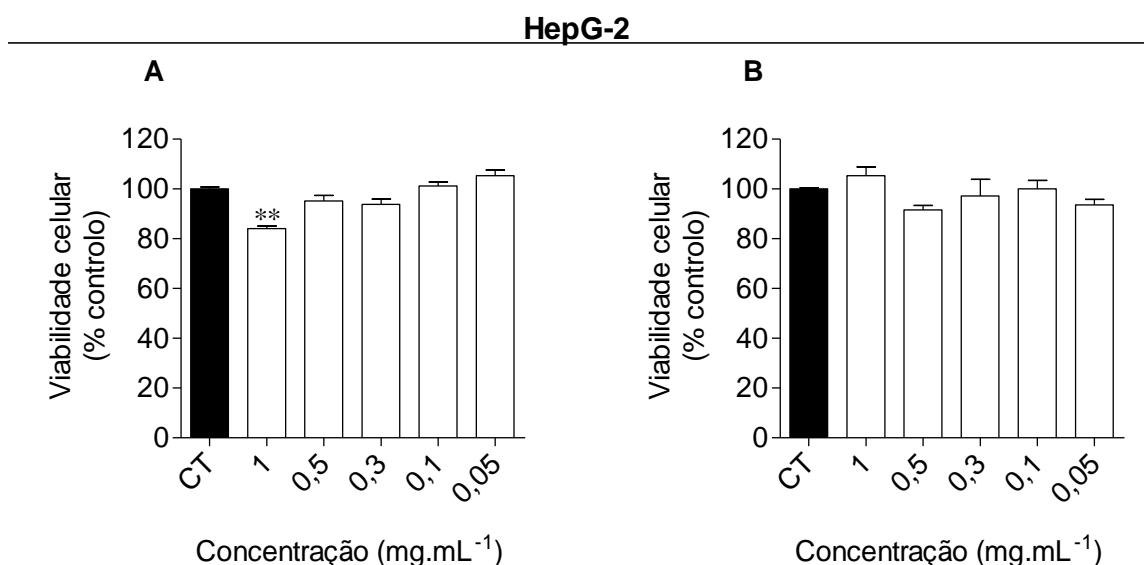 HepG-2
A
Viabilidade celular
(% controlo)
120
100
80
60
40
20
0
**
CT
1
0,5
0,3
0,1
0,05
Concentração (mg.mL⁻¹)
B
Viabilidade celular
(% controlo)
120
100
80
60
40
20
0
CT
1
0,5
0,3
0,1
0,05
Concentração (mg.mL⁻¹)